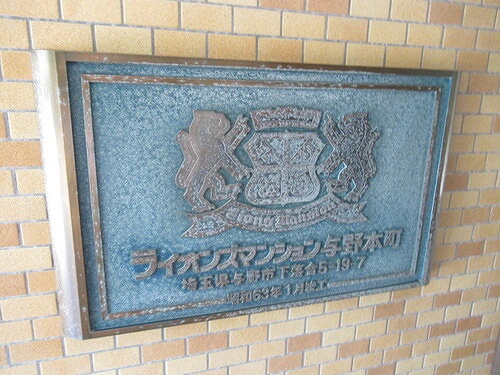 Lions Mansion
ライオンズマンション与野本町
埼玉県与野市下落合5-19-7
昭和63年1月竣工